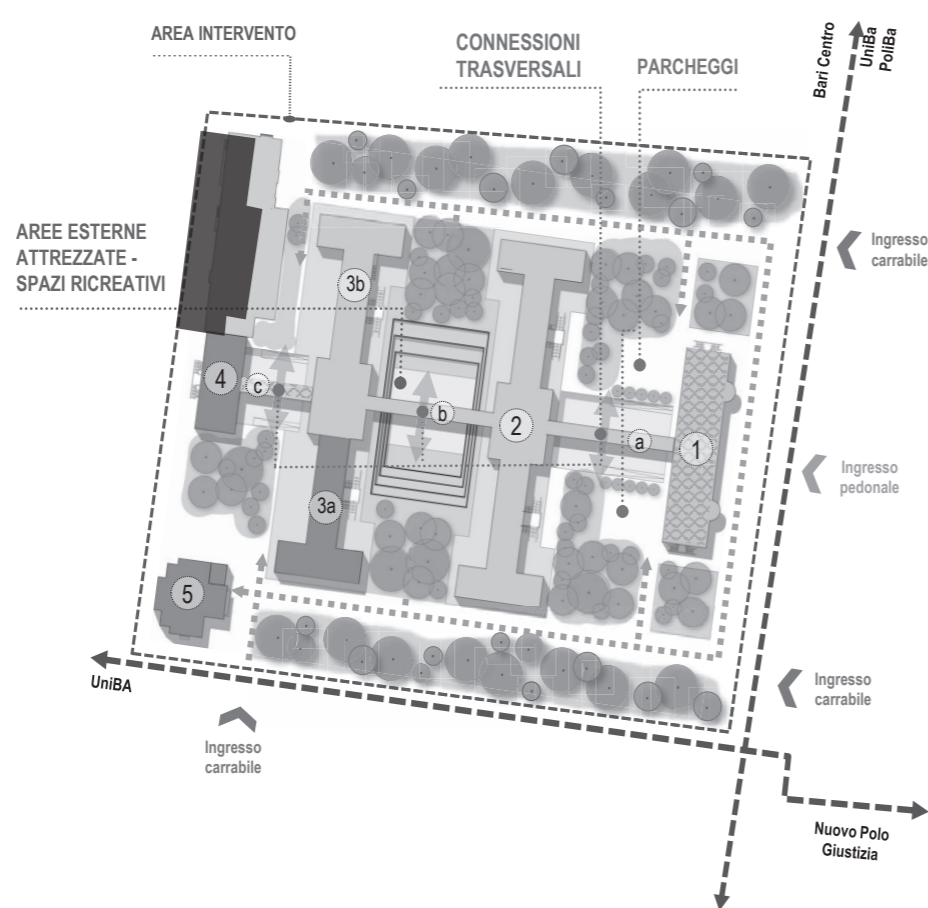 AREA INTERVENTO
CONNESSIONI
TRASVERSALI
PARCHEGGI
Bari Centro
UniBa
PoliBa
AREE ESTERNE
ATTREZZATE -
SPAZI RICREATIVI
Ingresso
carrabile
3b
4
c
b
2
a
1
Ingresso
pedonale
3a
5
UniBA
Ingresso
carrabile
Ingresso
carrabile
Nuovo Polo
Giustizia